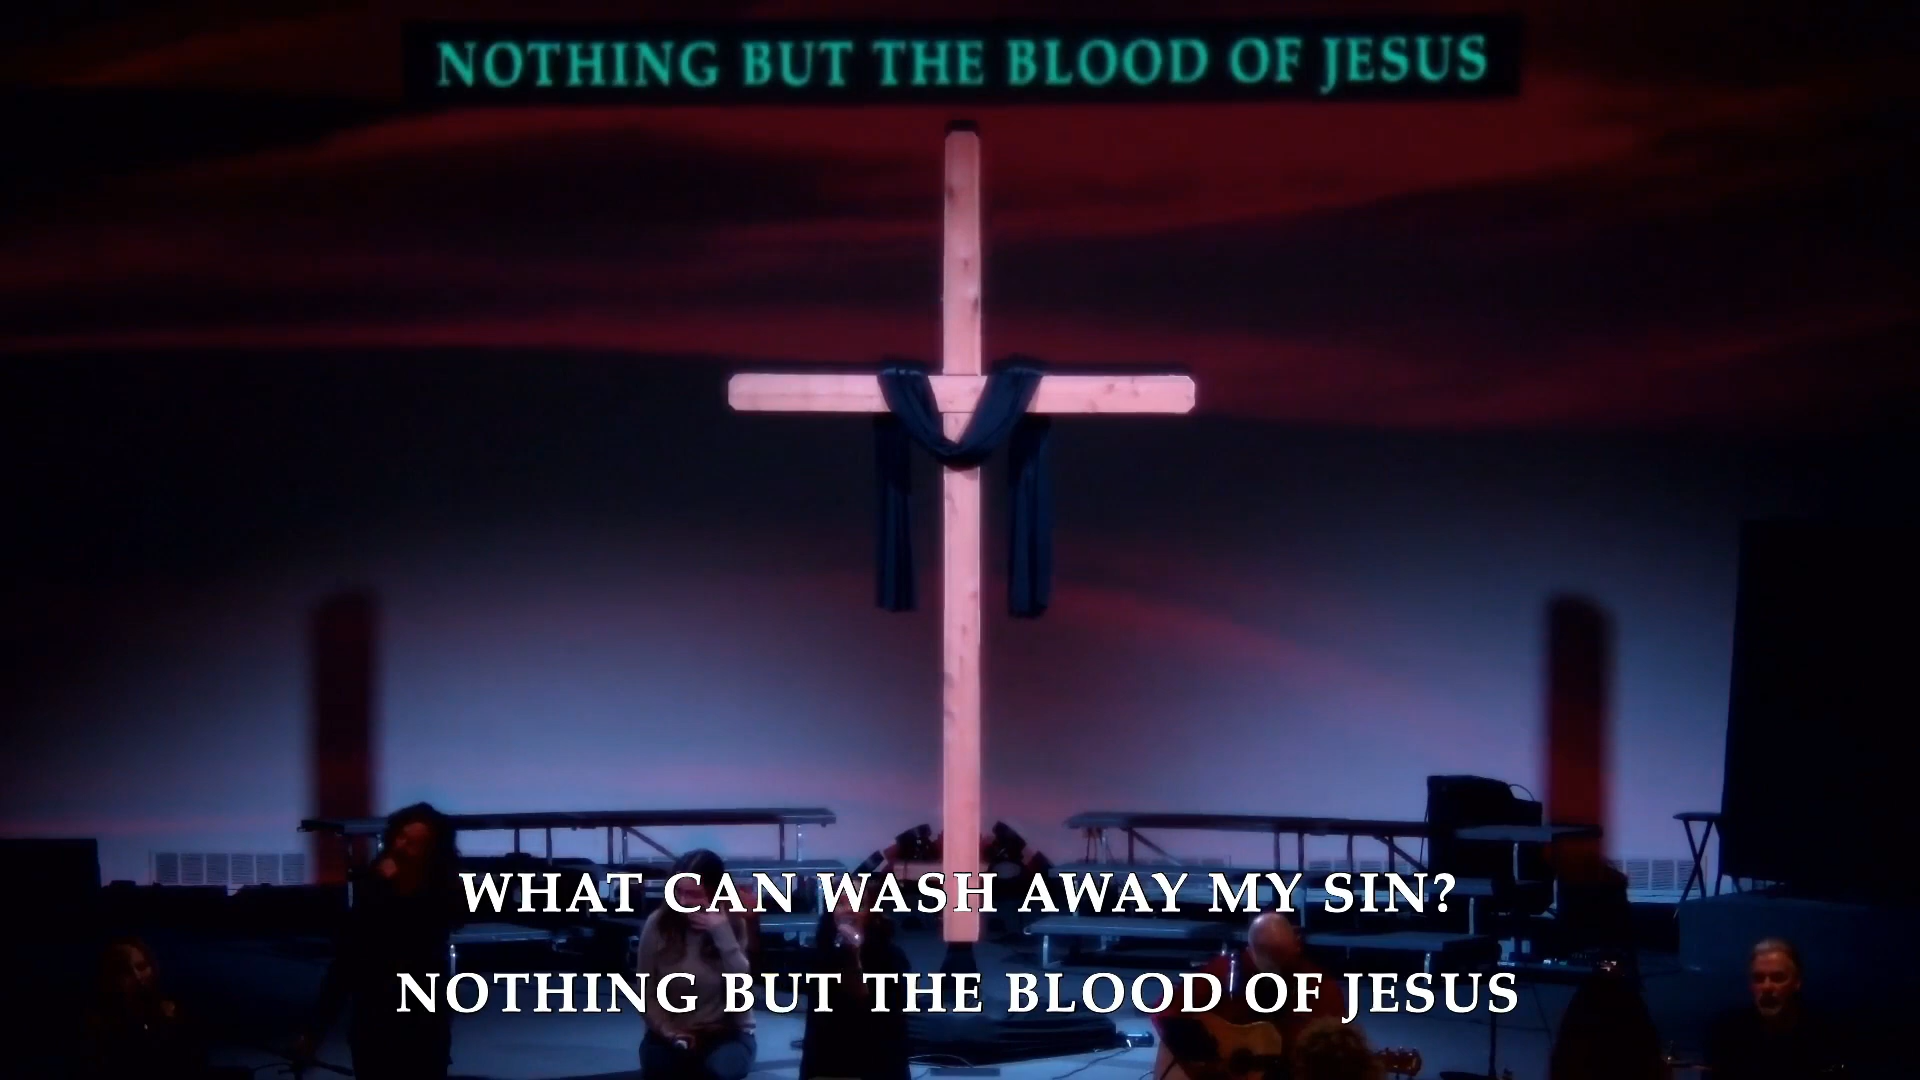 NOTHING BUT THE BLOOD OF JESUS
WHAT CAN WASH AWAY MY SIN?
NOTHING BUT THE BLOOD OF JESUS